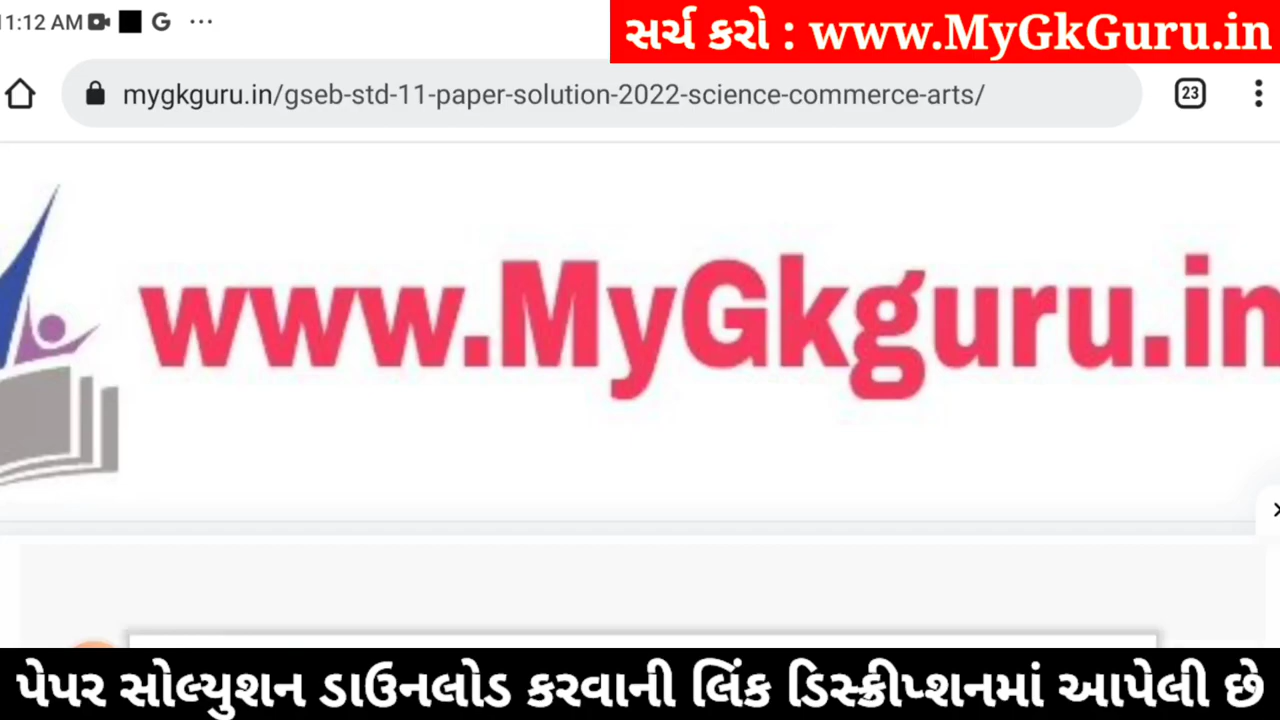 11:12 AM G ...
સર્ચ કરો : www.MyGkGuru.in
mygkguru.in/gseb-std-11-paper-solution-2022-science-commerce-arts/
23
www.MyGkguru.in
પેપર સોલ્યુશન ડાઉનલોડ કરવાની લિંક ડિસ્ક્રીપ્શનમાં આપેલી છે